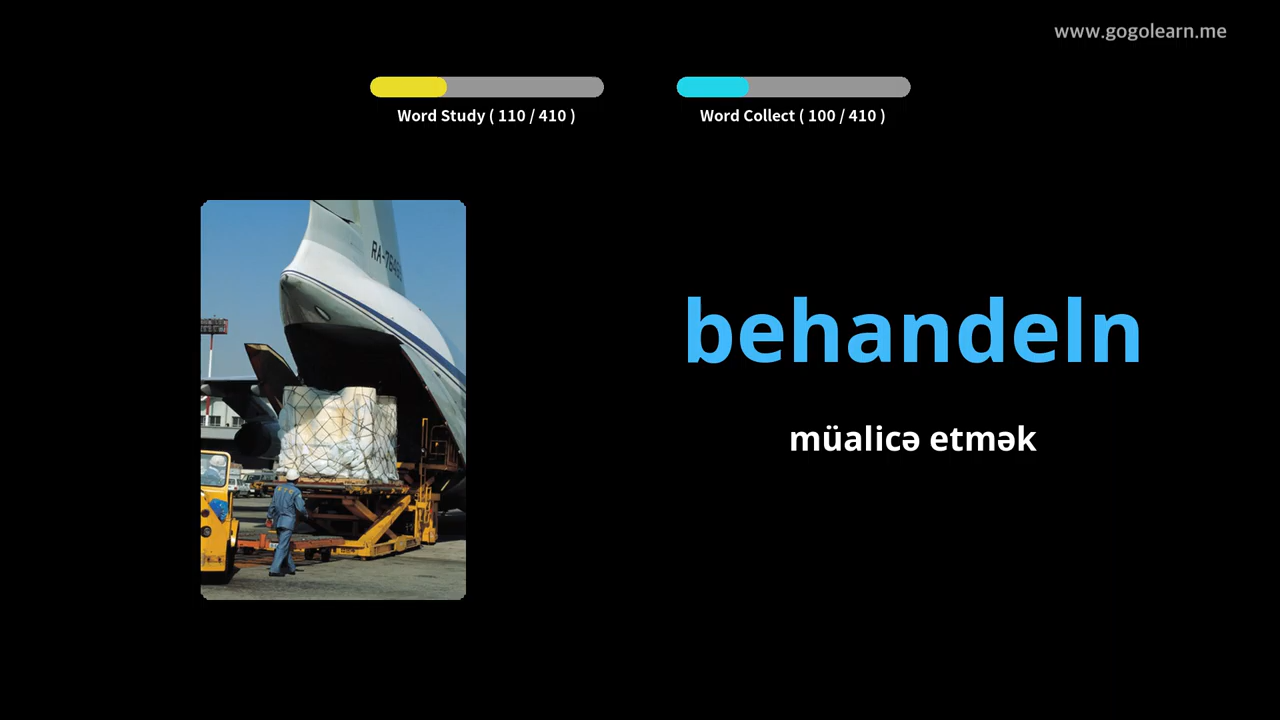 www.gogolearn.me
Word Study ( 110 / 410 )
Word Collect ( 100 / 410 )
behandeln
müalicə etmək